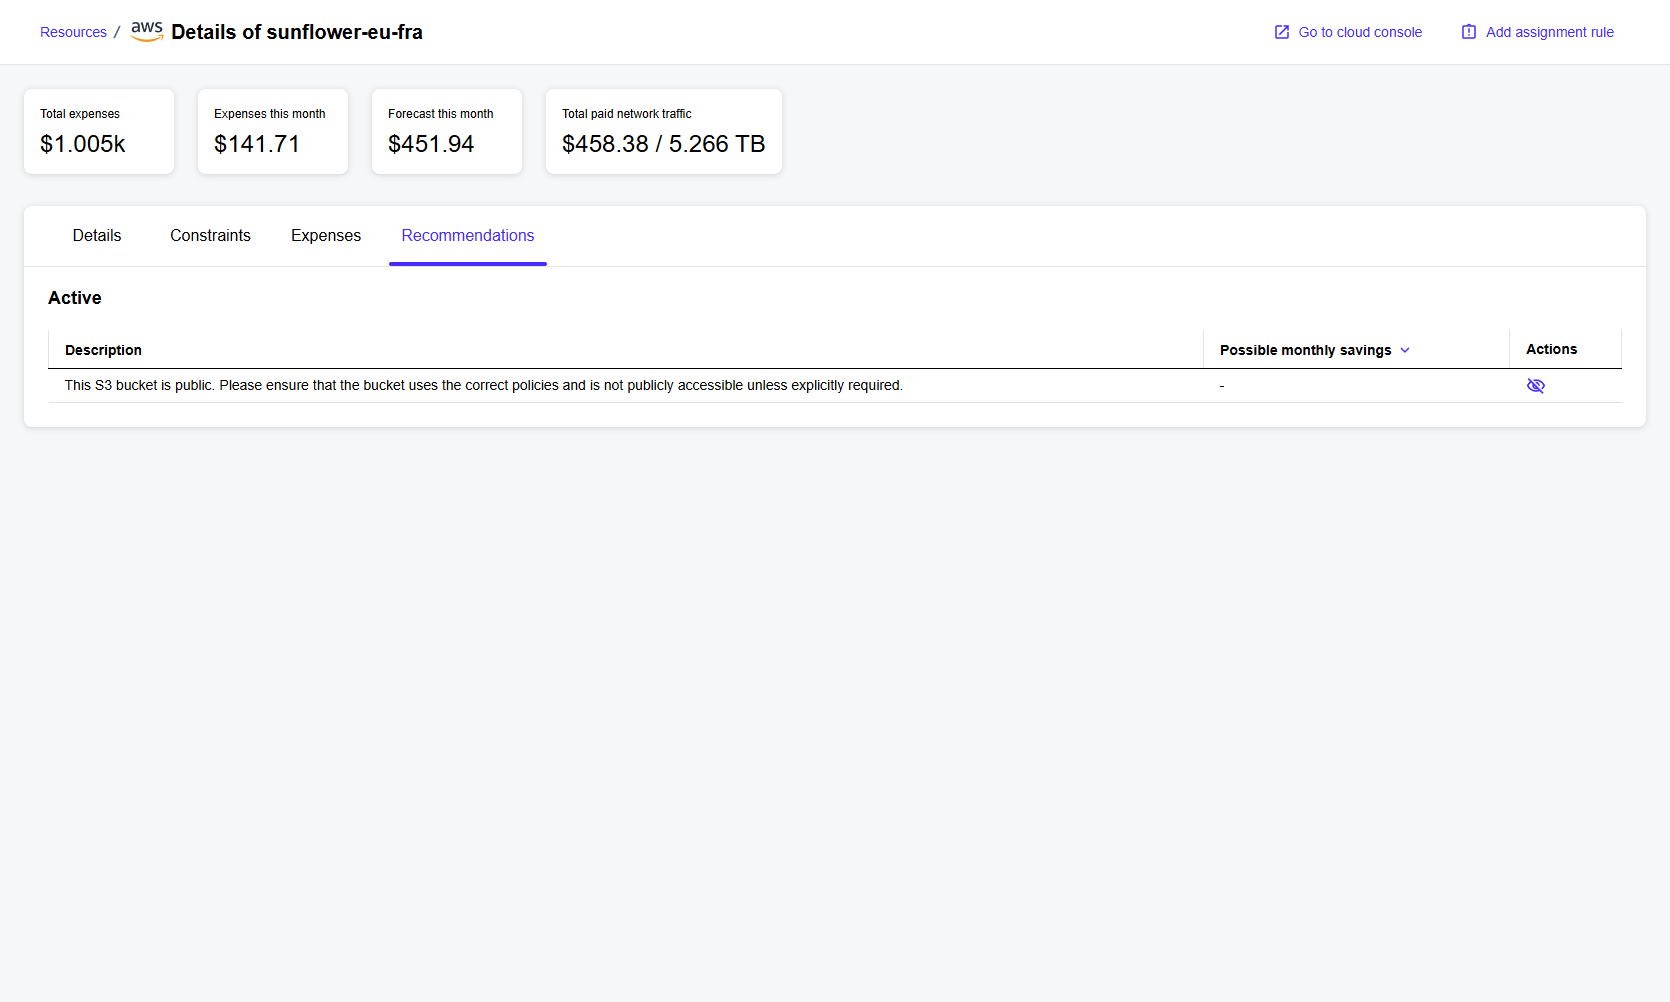 Resources / aws Details of sunflower-eu-fra
Go to cloud console
Add assignment rule
Total expenses
$1.005k
Expenses this month
$141.71
Forecast this month
$451.94
Total paid network traffic
$458.38 / 5.266 TB
Details
Constraints
Expenses
Recommendations
Active
Description
Possible monthly savings
Actions
This S3 bucket is public. Please ensure that the bucket uses the correct policies and is not publicly accessible unless explicitly required.
-